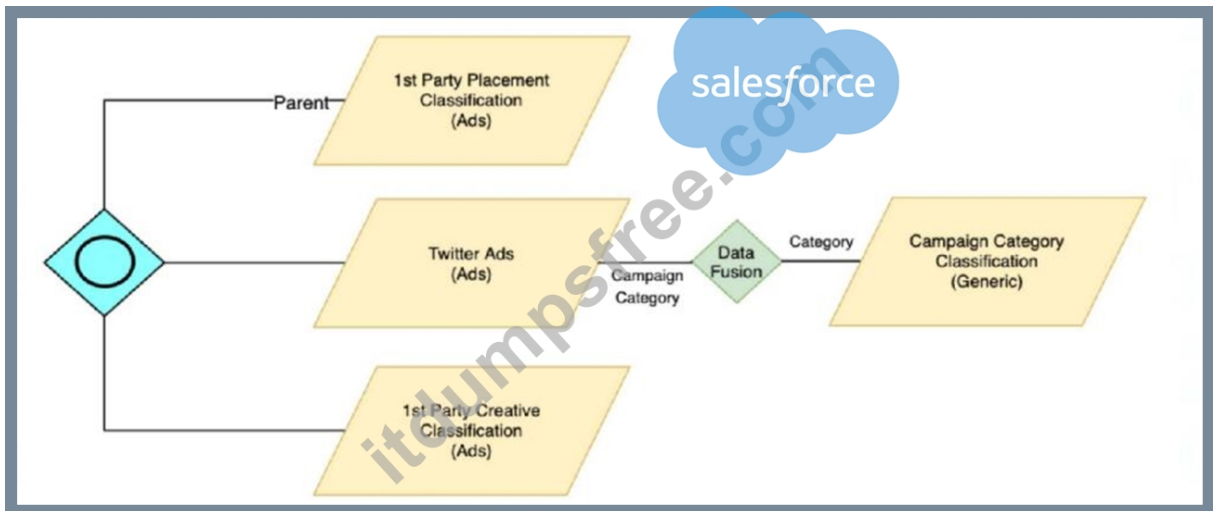 salesforce
1st Party Placement
Classification
(Ads)
Parent
Twitter Ads
(Ads)
Campaign
Category
Data
Fusion
Category
Campaign Category
Classification
(Generic)
1st Party Creative
Classification
(Ads)
itdumpsfree.com